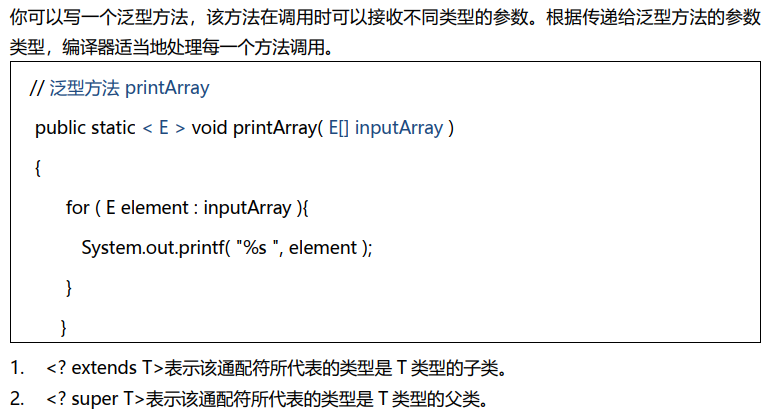 你可以写一个泛型方法，该方法在调用时可以接收不同类型的参数。根据传递给泛型方法的参数
类型，编译器适当地处理每一个方法调用。
// 泛型方法 printArray
public static < E > void printArray( E[] inputArray )
{
for ( E element : inputArray ){
System.out.printf( "%s ", element );
}
}
1. <? extends T>表示该通配符所代表的类型是 T 类型的子类。
2. <? super T>表示该通配符所代表的类型是 T 类型的父类。